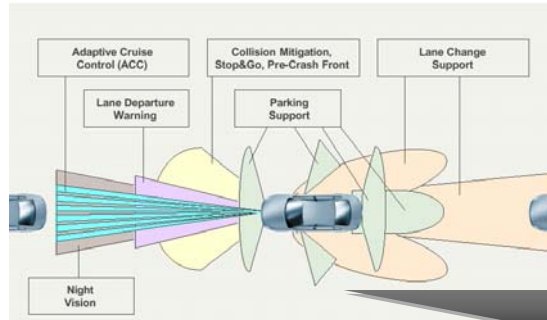 Adaptive Cruise
Control (ACC)
Collision Mitigation,
Stop&Go, Pre-Crash Front
Lane Change
Support
Lane Departure
Warning
Parking
Support
Night
Vision